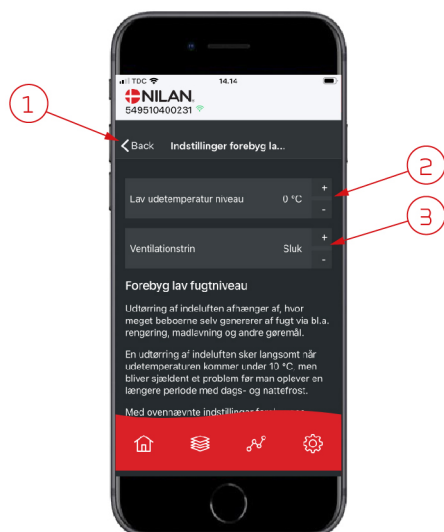 TDC 14.14
NILAN.
549510400231
1
Back Indstillinger forebyg la...
2
Lav udetemperatur niveau 0 °C + -
3
Ventilationstrin Sluk + -
Forebyg lav fugtniveau
Udtørring af indeluften afhænger af, hvor
meget beboerne selv genererer af fugt via bl.a.
rengøring, madlavning og andre gøremål.
En udtørring af indeluften sker langsomt når
udetemperaturen kommer under 10 °C, men
bliver sjældent et problem før man oplever en
længere periode med dags- og nattefrost.
Med ovennævnte indstillinger